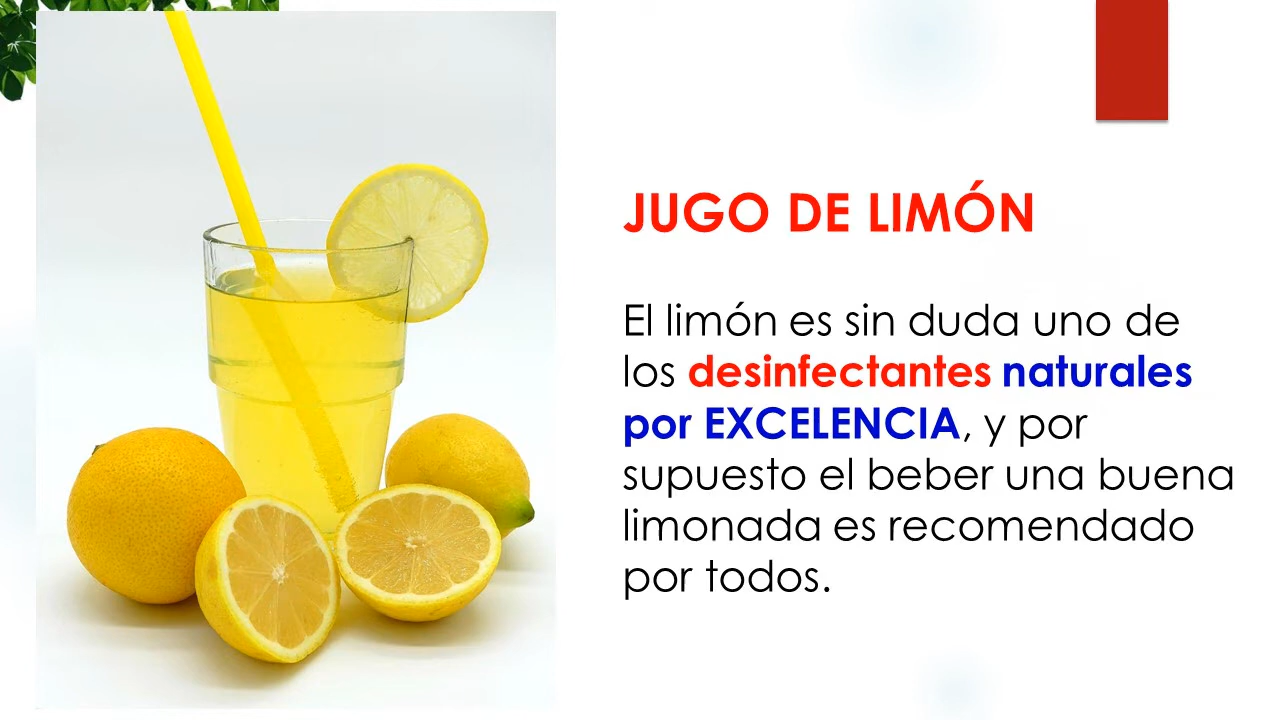 JUGO DE LIMÓN
El limón es sin duda uno de
los desinfectantes naturales
por EXCELENCIA, y por
supuesto el beber una buena
limonada es recomendado
por todos.